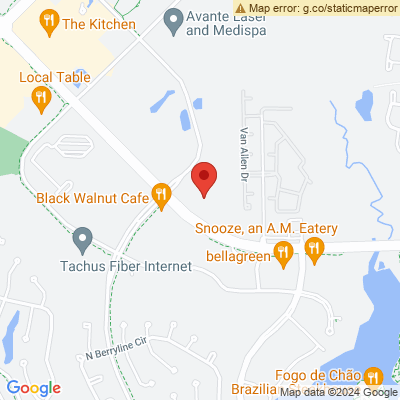 Map error: g.co/staticmaperror
The Kitchen
Avante Laser
and Medispa
Local Table
Van Allen Dr
Black Walnut Cafe
Snooze, an A.M. Eatery
bellagreen
Tachus Fiber Internet
N Berryline Cir
Fogo de Chão
Brazilian
Google
Map data ©2024 Google